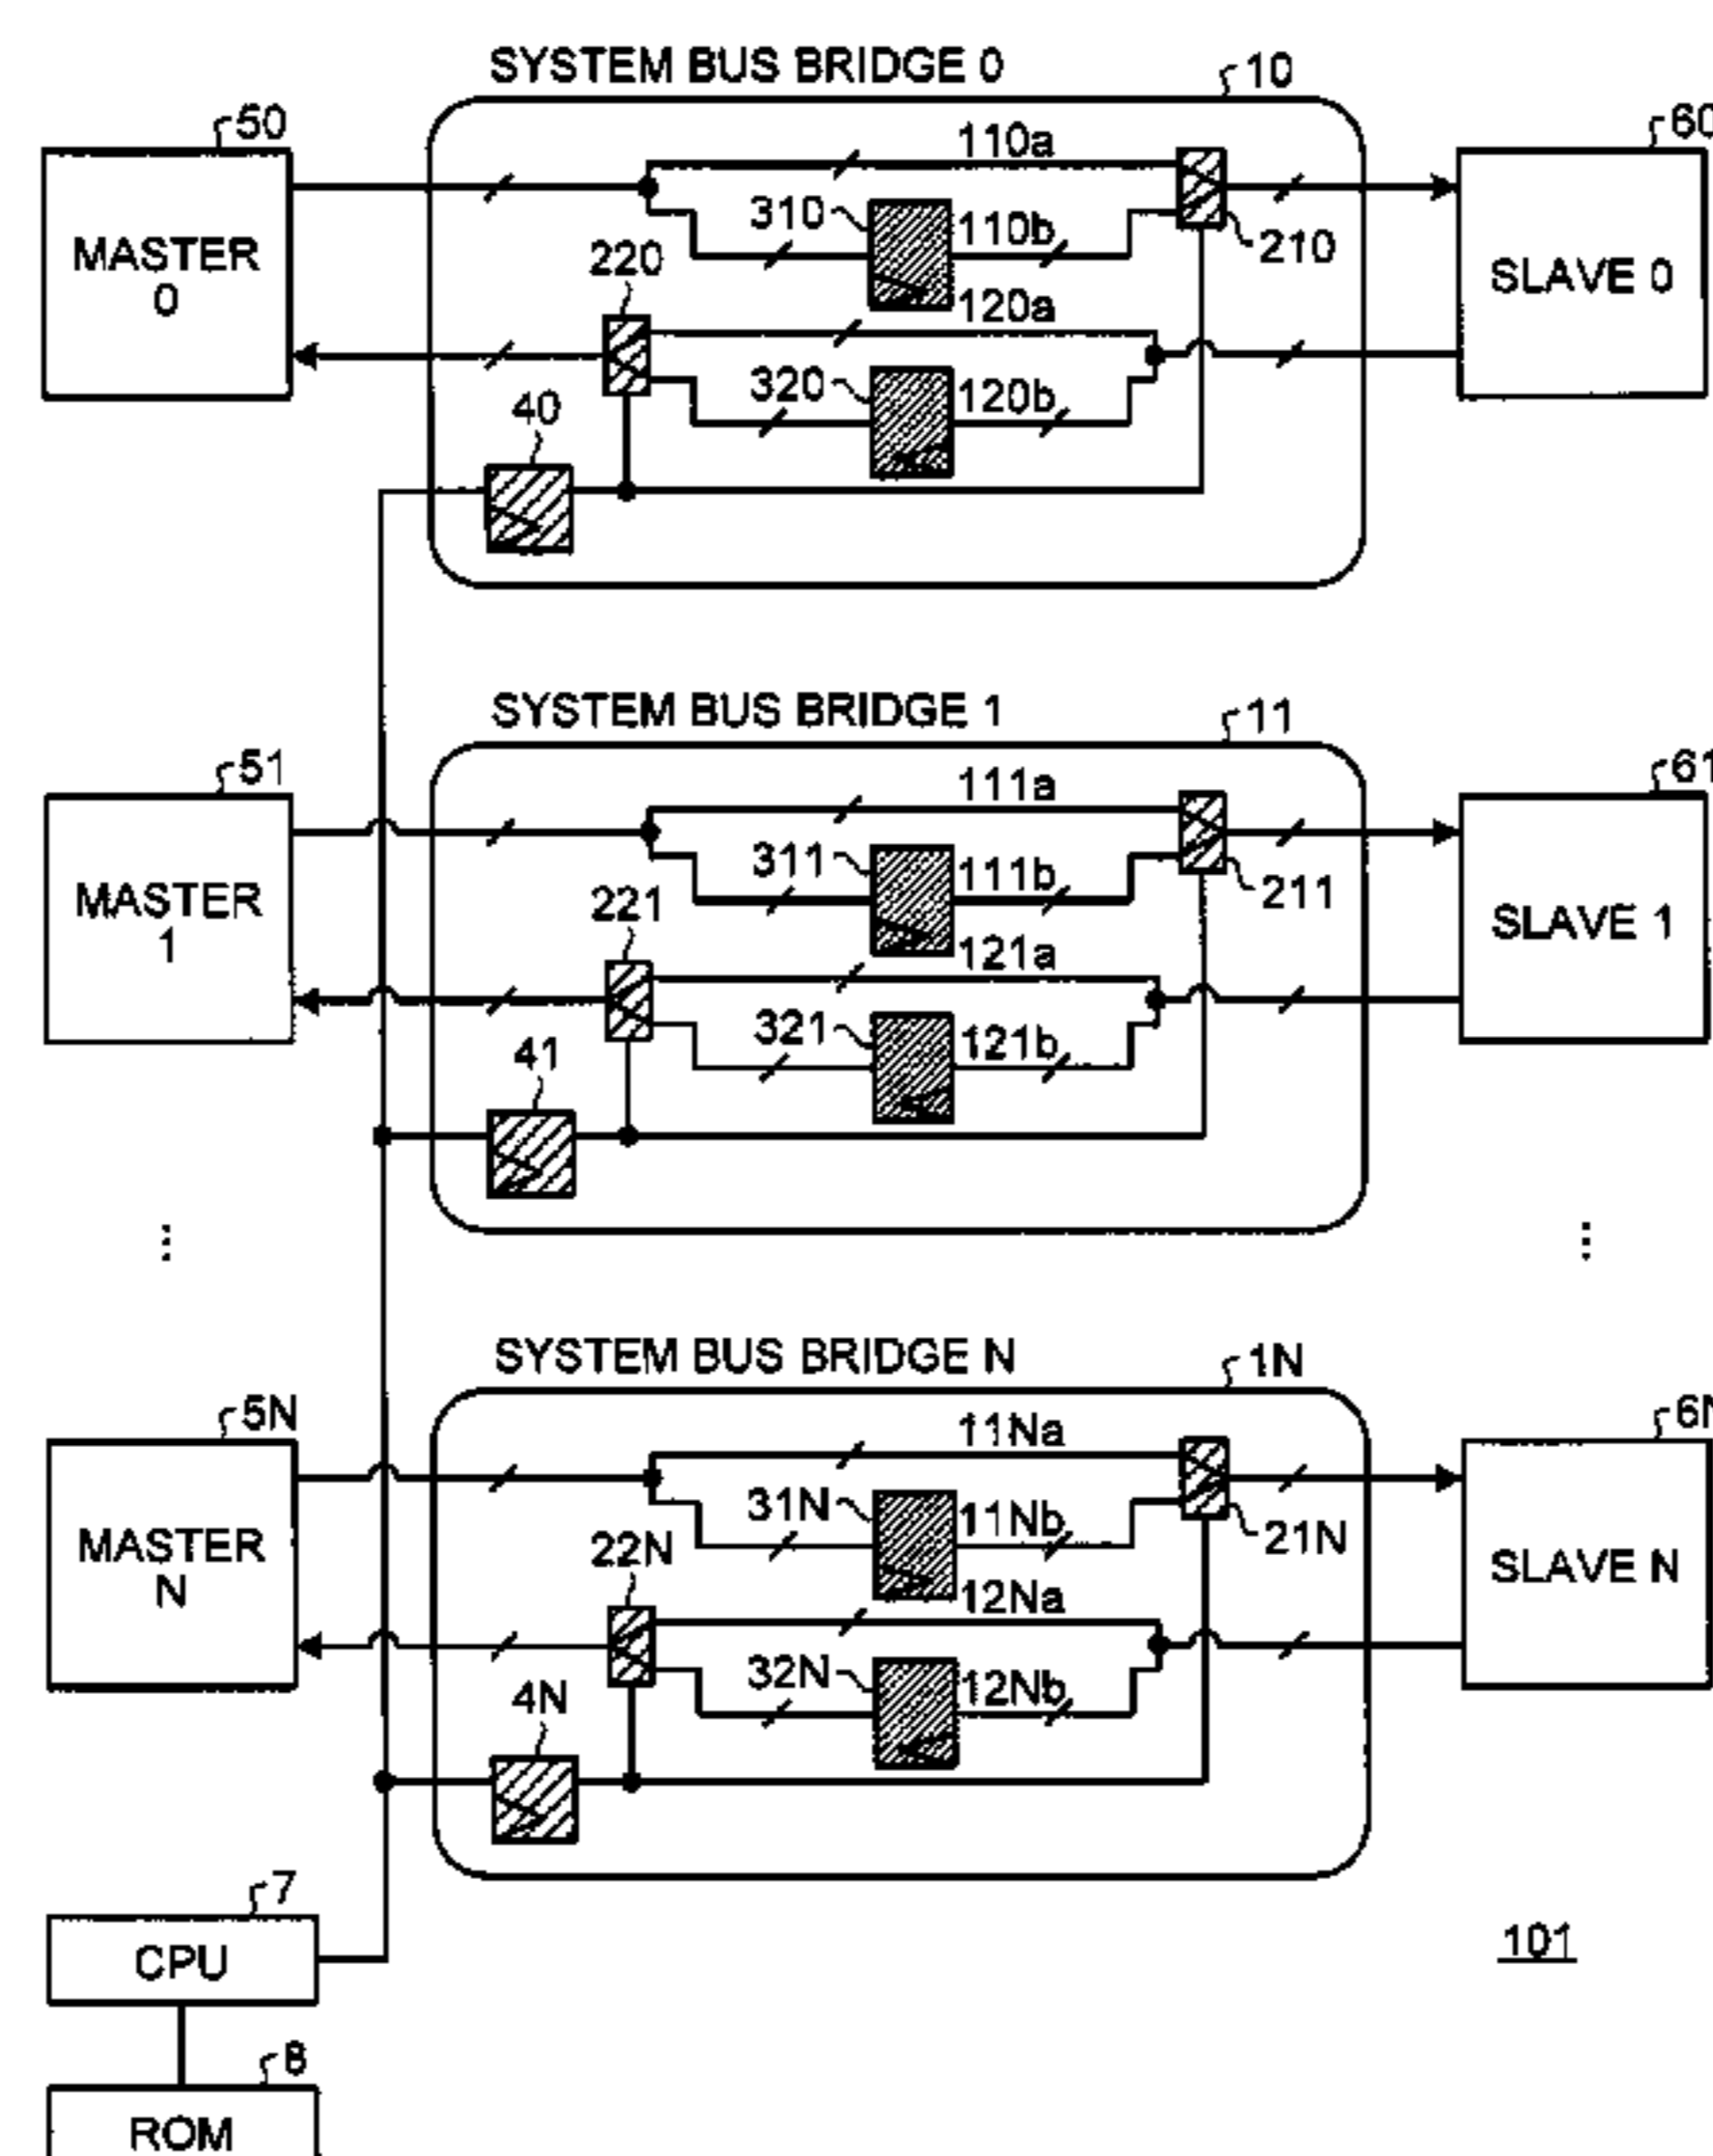 SYSTEM BUS BRIDGE 0
10
50
60
110a
MASTER
0
310
110b
220
210
SLAVE 0
120a
320
120b
40
SYSTEM BUS BRIDGE 1
11
51
61
111a
MASTER
1
311
111b
221
211
SLAVE 1
121a
321
121b
41
⋮
⋮
SYSTEM BUS BRIDGE N
1N
5N
6N
11Na
MASTER
N
31N
11Nb
22N
21N
SLAVE N
12Na
32N
12Nb
4N
7
CPU
101
8
ROM